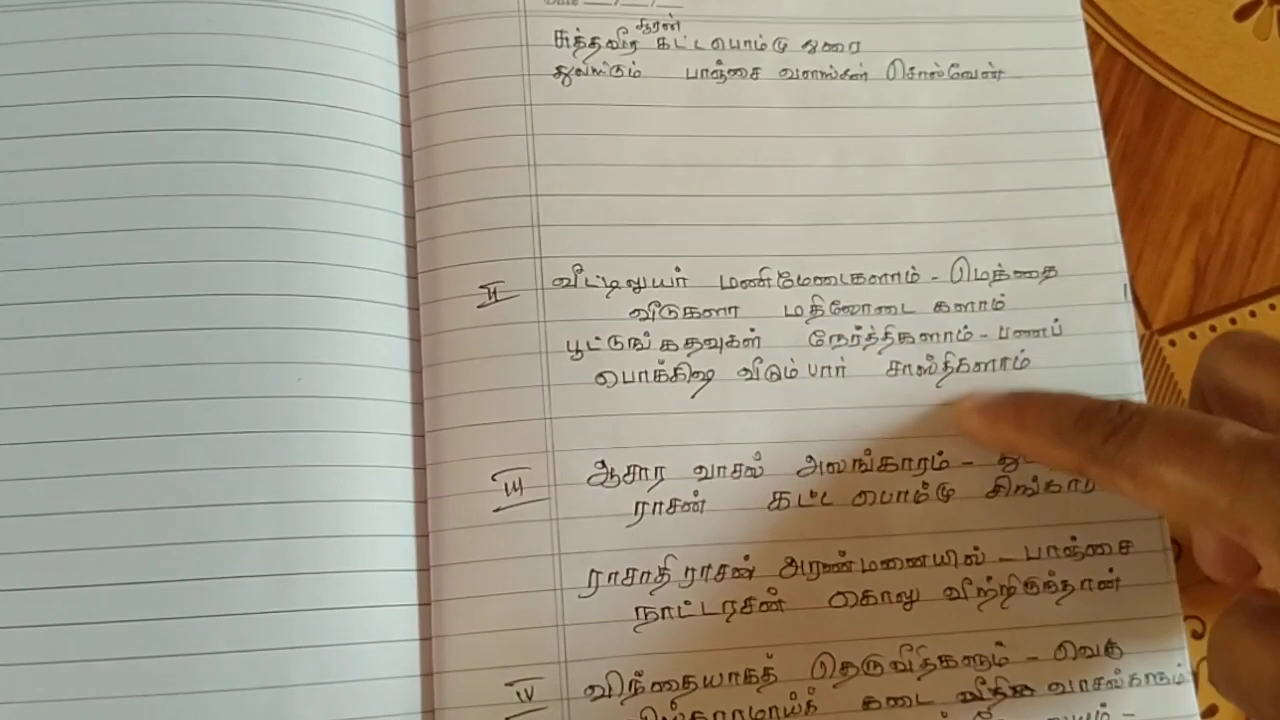 சூரன்
சுத்தவீர கட்டபொம்மு துரை
துலங்கும் பாஞ்சை வளங்கள் சொல்வேன்
II வீட்டிலுயர் மணிமேடைகளாம் - மெத்தை
வீடுகளா மதிலோடை களாம்
பூட்டுங் கதவுகள் நேர்த்திகளாம் - பணப்
பொக்கிஷ வீடும் பார் சாஸ்திகளாம்
III ஆசார வாசல் அலங்காரம் -
ராசன் கட்ட பொம்மு
ராசாதி ராசன் அரண்மனையில் - பாஞ்சை
நாட்டரசன் கொலு வீற்றிருந்தான்
IV விந்தையாகத் தெருவீதிகளும் - வெகு
கடை வீதிக வாசல்களும்